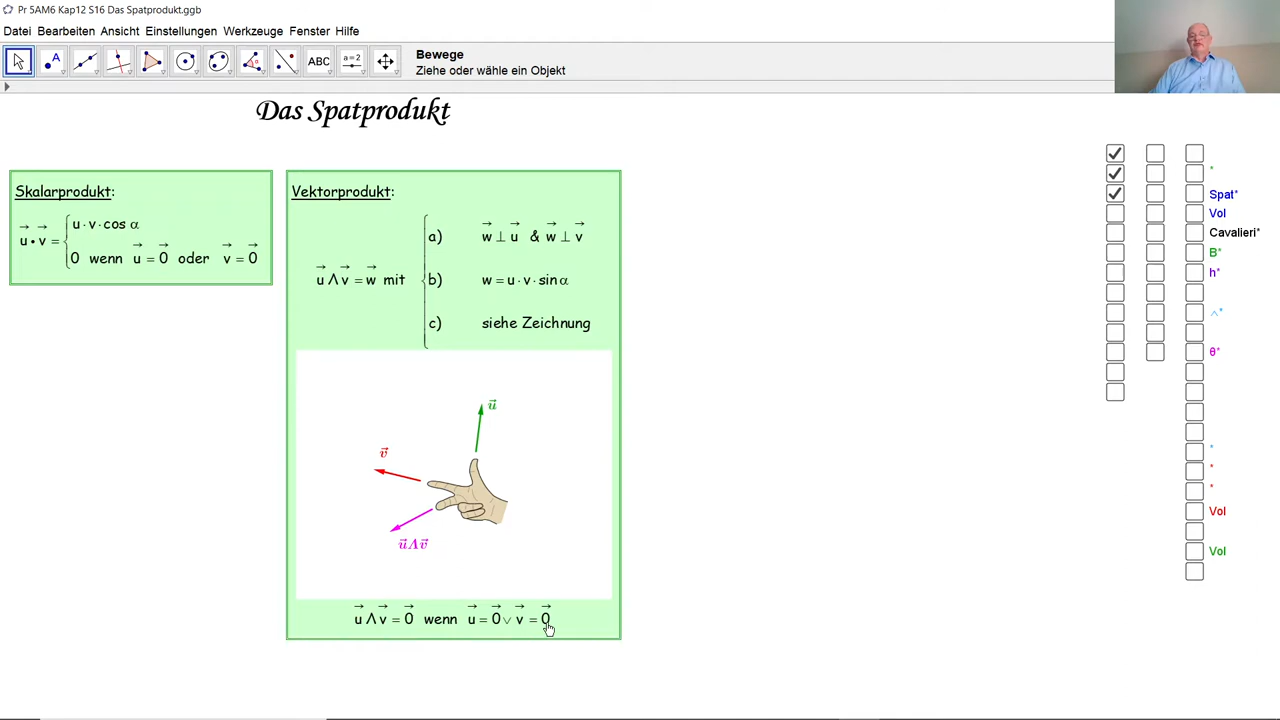 Pr 5AM6 Kap12 S16 Das Spatprodukt.ggb
Datei Bearbeiten Ansicht Einstellungen Werkzeuge Fenster Hilfe
A ABC a=2 Bewege
Ziehe oder wähle ein Objekt
Das Spatprodukt
Skalarprodukt:
u⃗ • v⃗ = { u · v · cos α
0 wenn u⃗ = 0⃗ oder v⃗ = 0⃗
Vektorprodukt:
u⃗ ∧ v⃗ = w⃗ mit
a) w⃗ ⊥ u⃗ & w⃗ ⊥ v⃗
b) w = u · v · sin α
c) siehe Zeichnung
u⃗
v⃗
u⃗Λv⃗
u⃗ ∧ v⃗ = 0⃗ wenn u⃗ = 0⃗ ∨ v⃗ = 0⃗
*
Spat*
Vol
Cavalieri*
B*
h*
^*
θ*
*
*
*
Vol
Vol